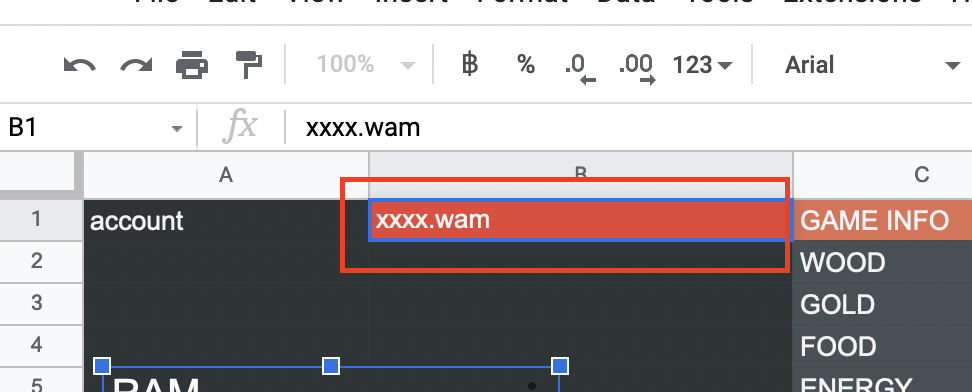 File Edit View Insert Format Data Tools Extensions
100% ฿ % .0 .00 123 Arial
B1 fx xxxx.wam
A B C
1 account xxxx.wam GAME INFO
2 WOOD
3 GOLD
4 FOOD
5 RAM ENERGY